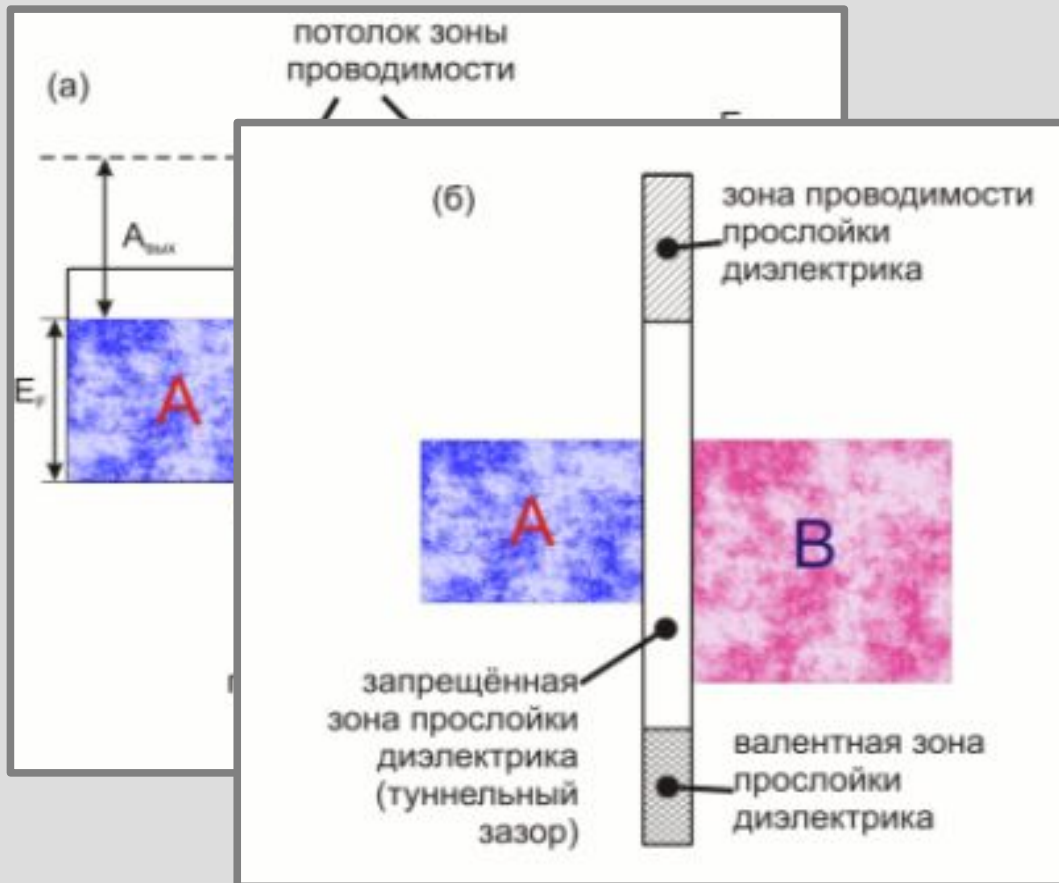 потолок зоны
проводимости
(а)
Aвых
EF
A
(б)
зона проводимости
прослойки
диэлектрика
A
B
запрещённая
зона прослойки
диэлектрика
(туннельный
зазор)
валентная зона
прослойки
диэлектрика